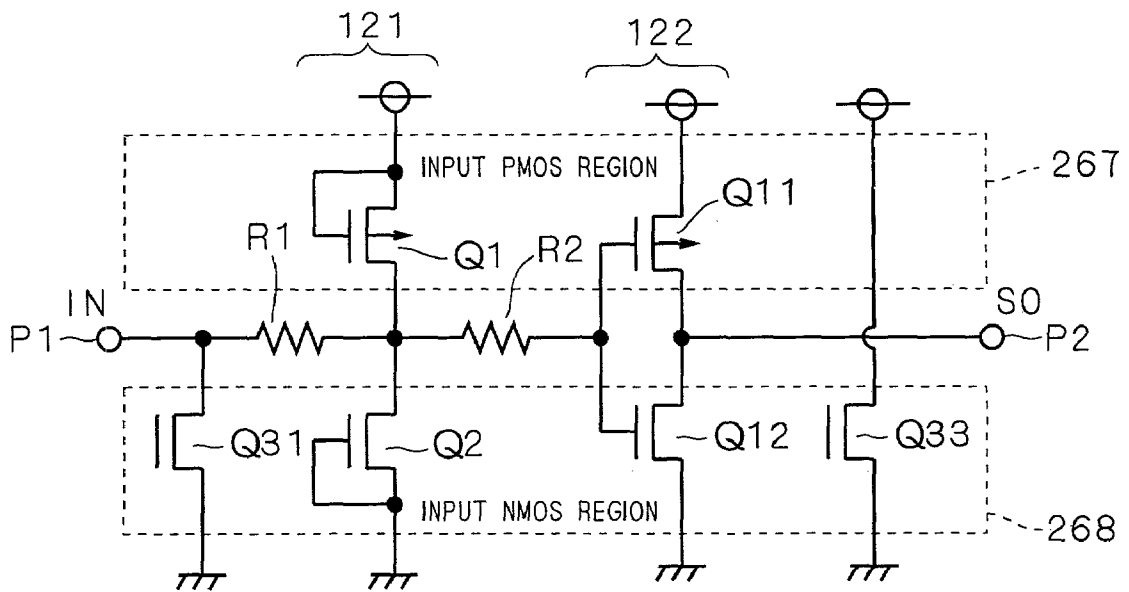 121
122
INPUT PMOS REGION
267
Q11
R1
Q1
R2
IN
SO
P1
P2
Q31
Q2
Q12
Q33
INPUT NMOS REGION
268